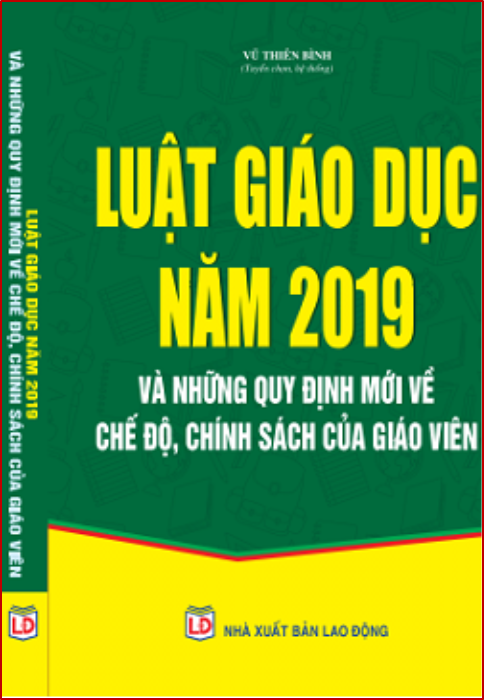 VŨ THIÊN BÌNH
(Tuyển chọn, hệ thống)
LUẬT GIÁO DỤC
NĂM 2019
VÀ NHỮNG QUY ĐỊNH MỚI VỀ
CHẾ ĐỘ, CHÍNH SÁCH CỦA GIÁO VIÊN
LĐ
NHÀ XUẤT BẢN LAO ĐỘNG
LUẬT GIÁO DỤC NĂM 2019
VÀ NHỮNG QUY ĐỊNH MỚI VỀ CHẾ ĐỘ, CHÍNH SÁCH CỦA GIÁO VIÊN
LĐ